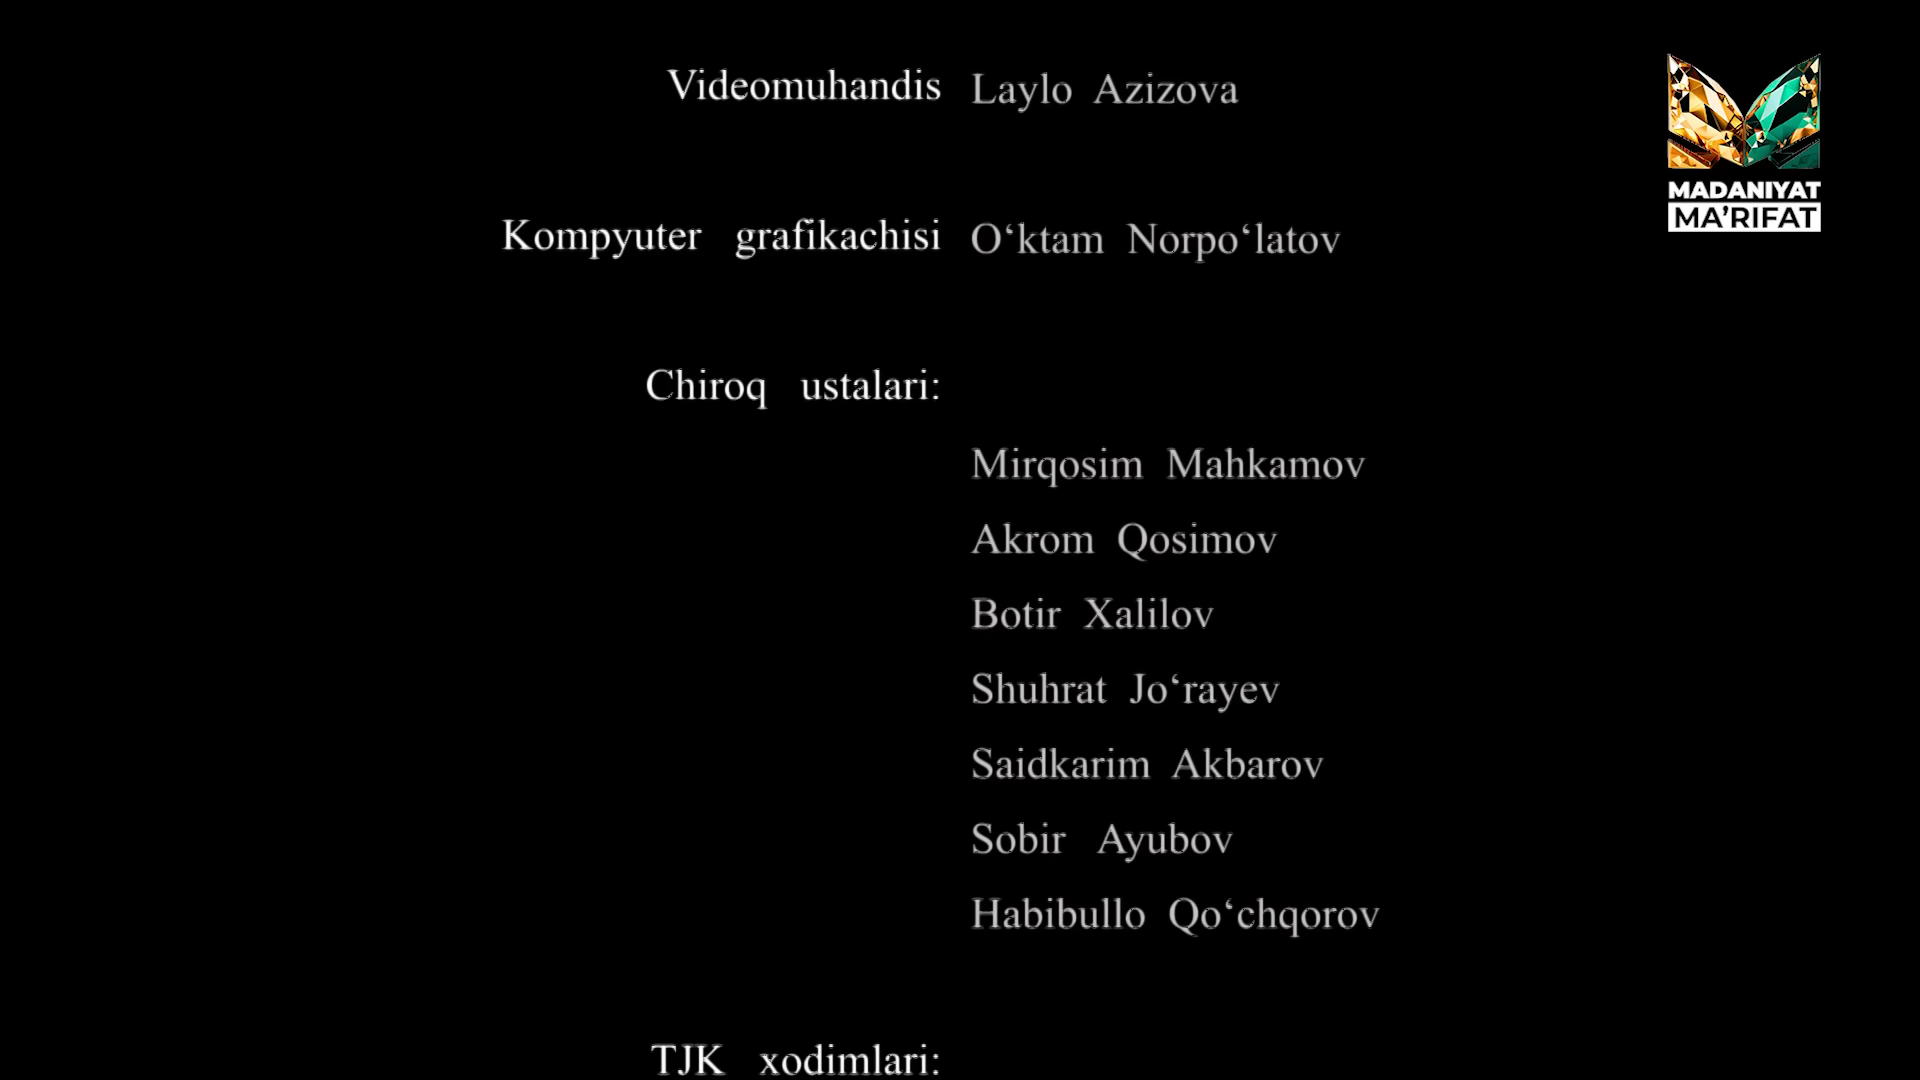 Videomuhandis Laylo Azizova
MADANIYAT
MA’RIFAT
Kompyuter grafikachisi O‘ktam Norpo‘latov
Chiroq ustalari:
Mirqosim Mahkamov
Akrom Qosimov
Botir Xalilov
Shuhrat Jo‘rayev
Saidkarim Akbarov
Sobir Ayubov
Habibullo Qo‘chqorov
TJK xodimlari: